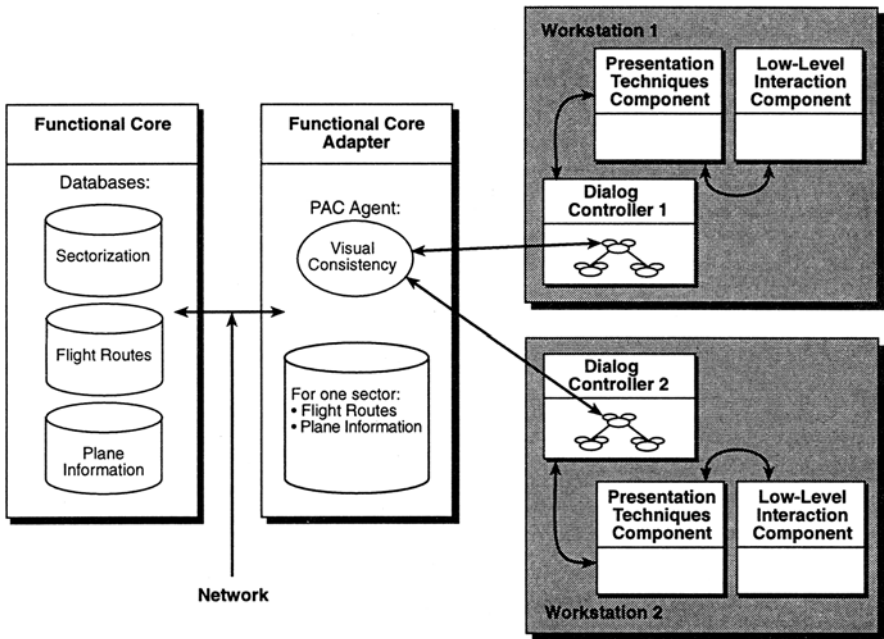 Functional Core
Databases:
Sectorization
Flight Routes
Plane
Information
Functional Core
Adapter
PAC Agent:
Visual
Consistency
For one sector:
• Flight Routes
• Plane Information
Network
Workstation 1
Presentation
Techniques
Component
Low-Level
Interaction
Component
Dialog
Controller 1
Dialog
Controller 2
Presentation
Techniques
Component
Low-Level
Interaction
Component
Workstation 2